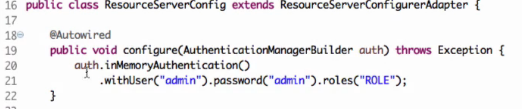 16 public class ResourceServerConfig extends ResourceServerConfigurerAdapter {
17
18 @Autowired
19 public void configure(AuthenticationManagerBuilder auth) throws Exception {
20 auth.inMemoryAuthentication()
21 .withUser("admin").password("admin").roles("ROLE");
22 }